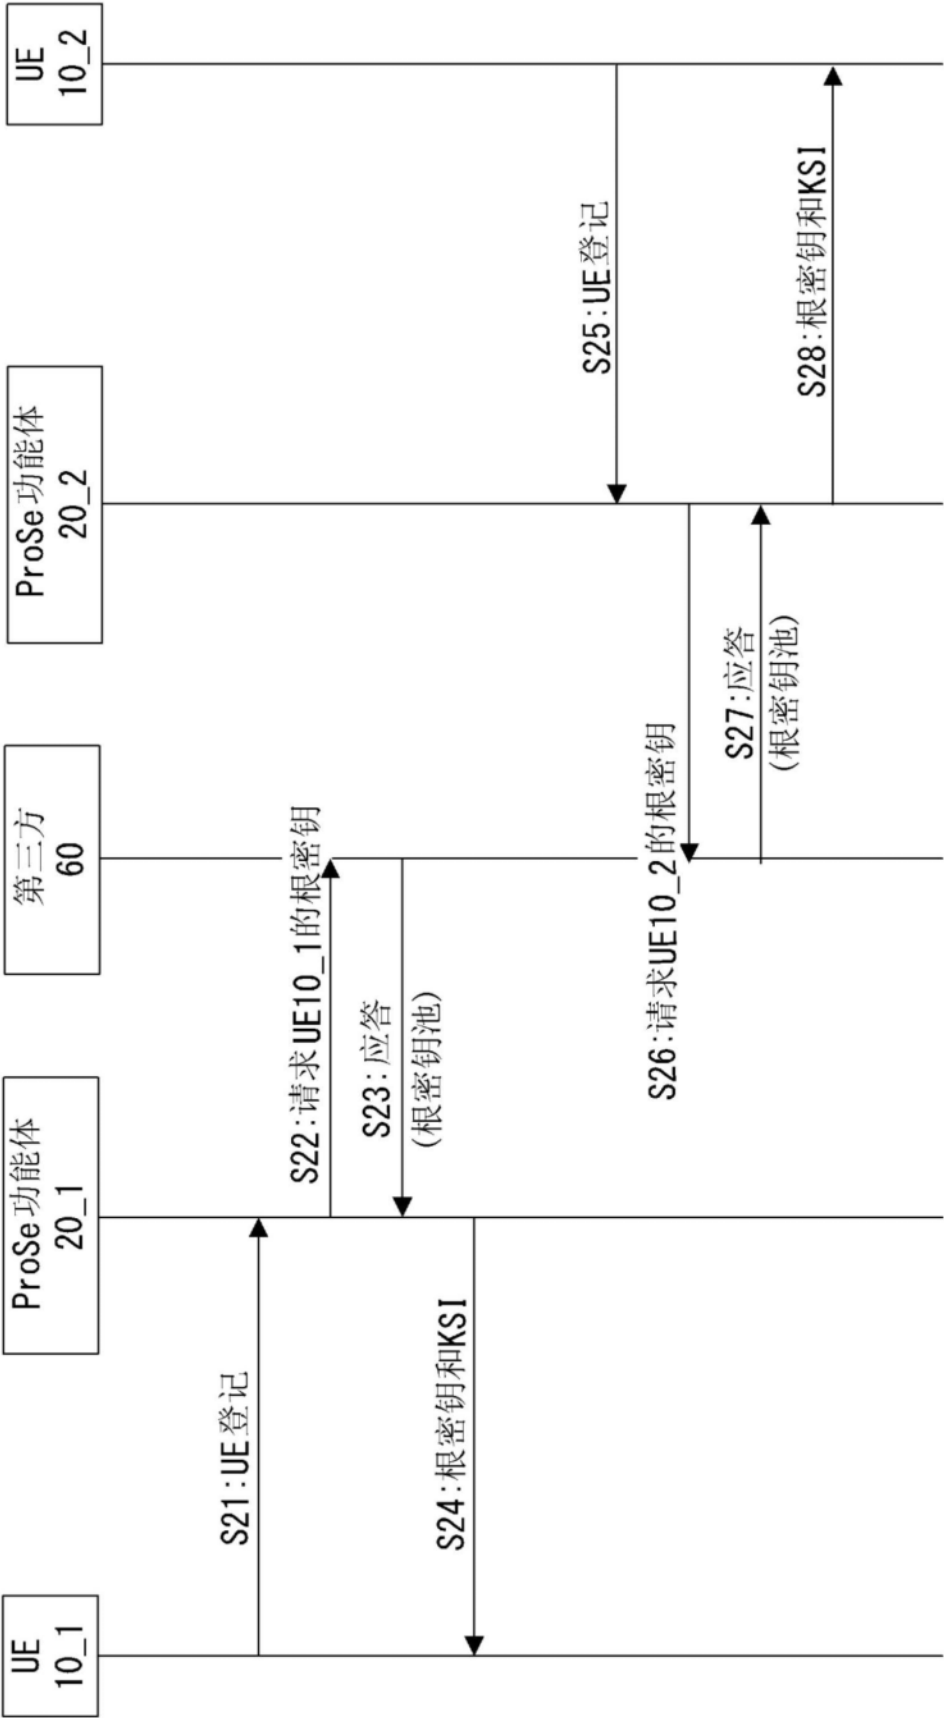 UE
10_1
ProSe功能体
20_1
第三方
60
ProSe功能体
20_2
UE
10_2
S21:UE登记
S22:请求UE10_1的根密钥
S23:应答
(根密钥池)
S24:根密钥和KSI
S25:UE登记
S26:请求UE10_2的根密钥
S27:应答
(根密钥池)
S28:根密钥和KSI